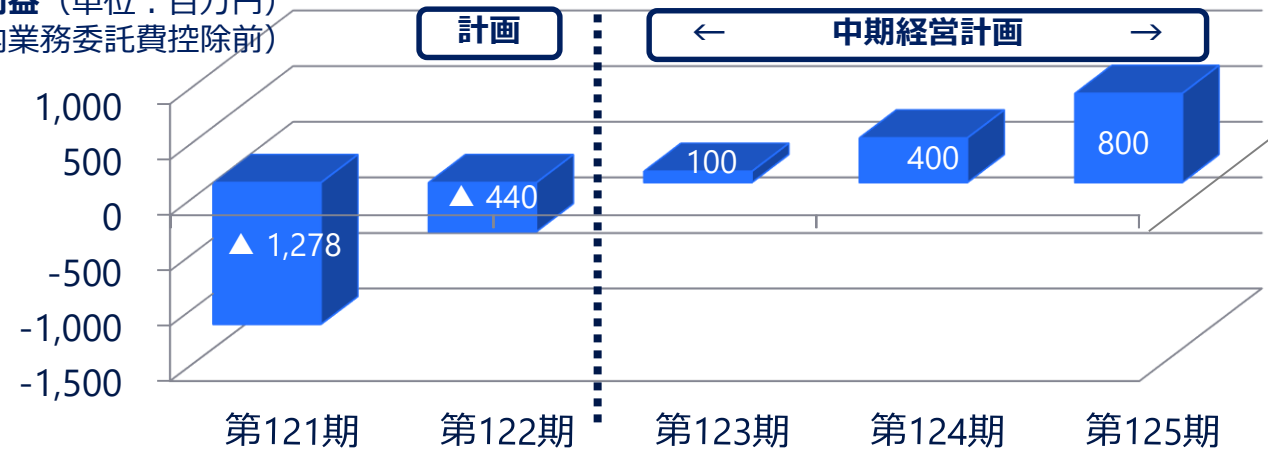 益（単位：百万円）
業務委託費控除前）
計画
← 中期経営計画 →
1,000
500
0
-500
-1,000
-1,500
▲ 1,278
▲ 440
100
400
800
第121期 第122期 第123期 第124期 第125期